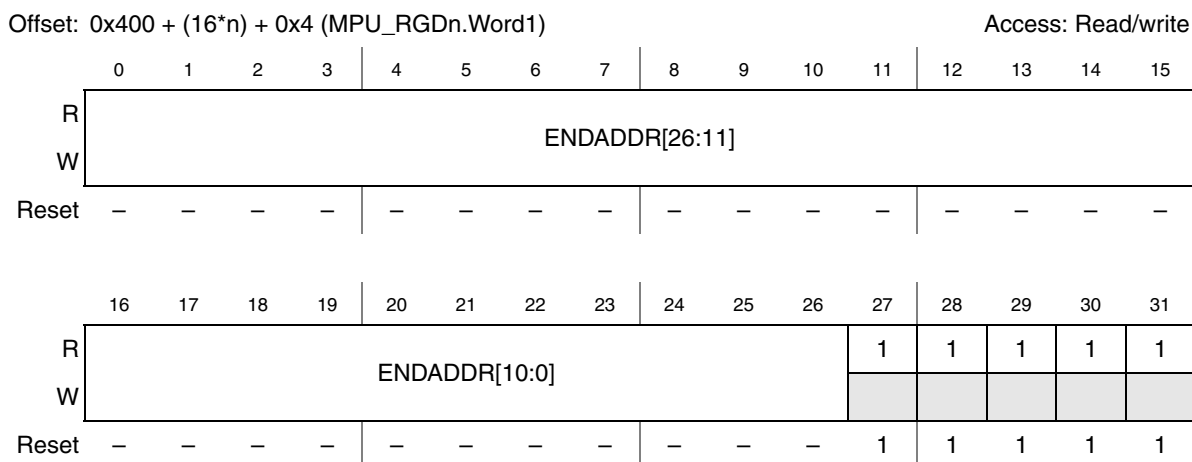 Offset: 0x400 + (16*n) + 0x4 (MPU_RGDn.Word1) Access: Read/write
0 1 2 3 4 5 6 7 8 9 10 11 12 13 14 15
R
ENDADDR[26:11]
W
Reset – – – – – – – – – – – – – – – –
16 17 18 19 20 21 22 23 24 25 26 27 28 29 30 31
R 1 1 1 1 1
ENDADDR[10:0]
W
Reset – – – – – – – – – – – 1 1 1 1 1